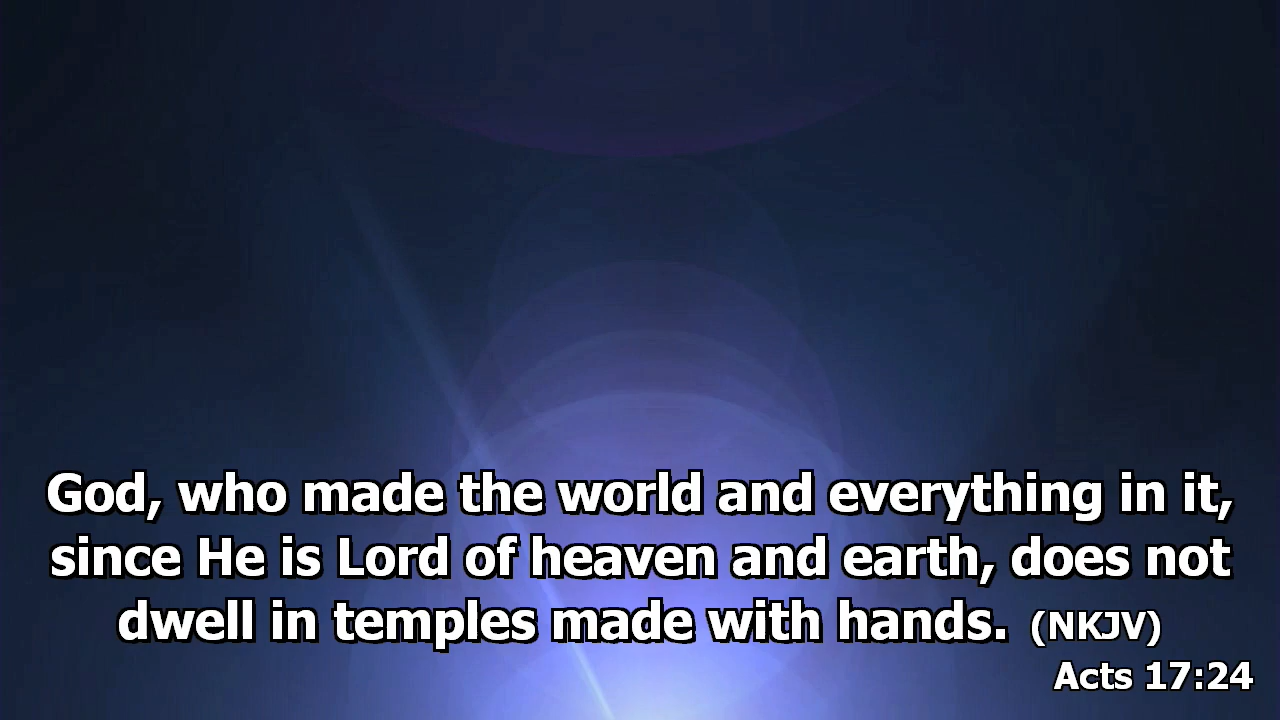 God, who made the world and everything in it,
since He is Lord of heaven and earth, does not
dwell in temples made with hands. (NKJV)
Acts 17:24